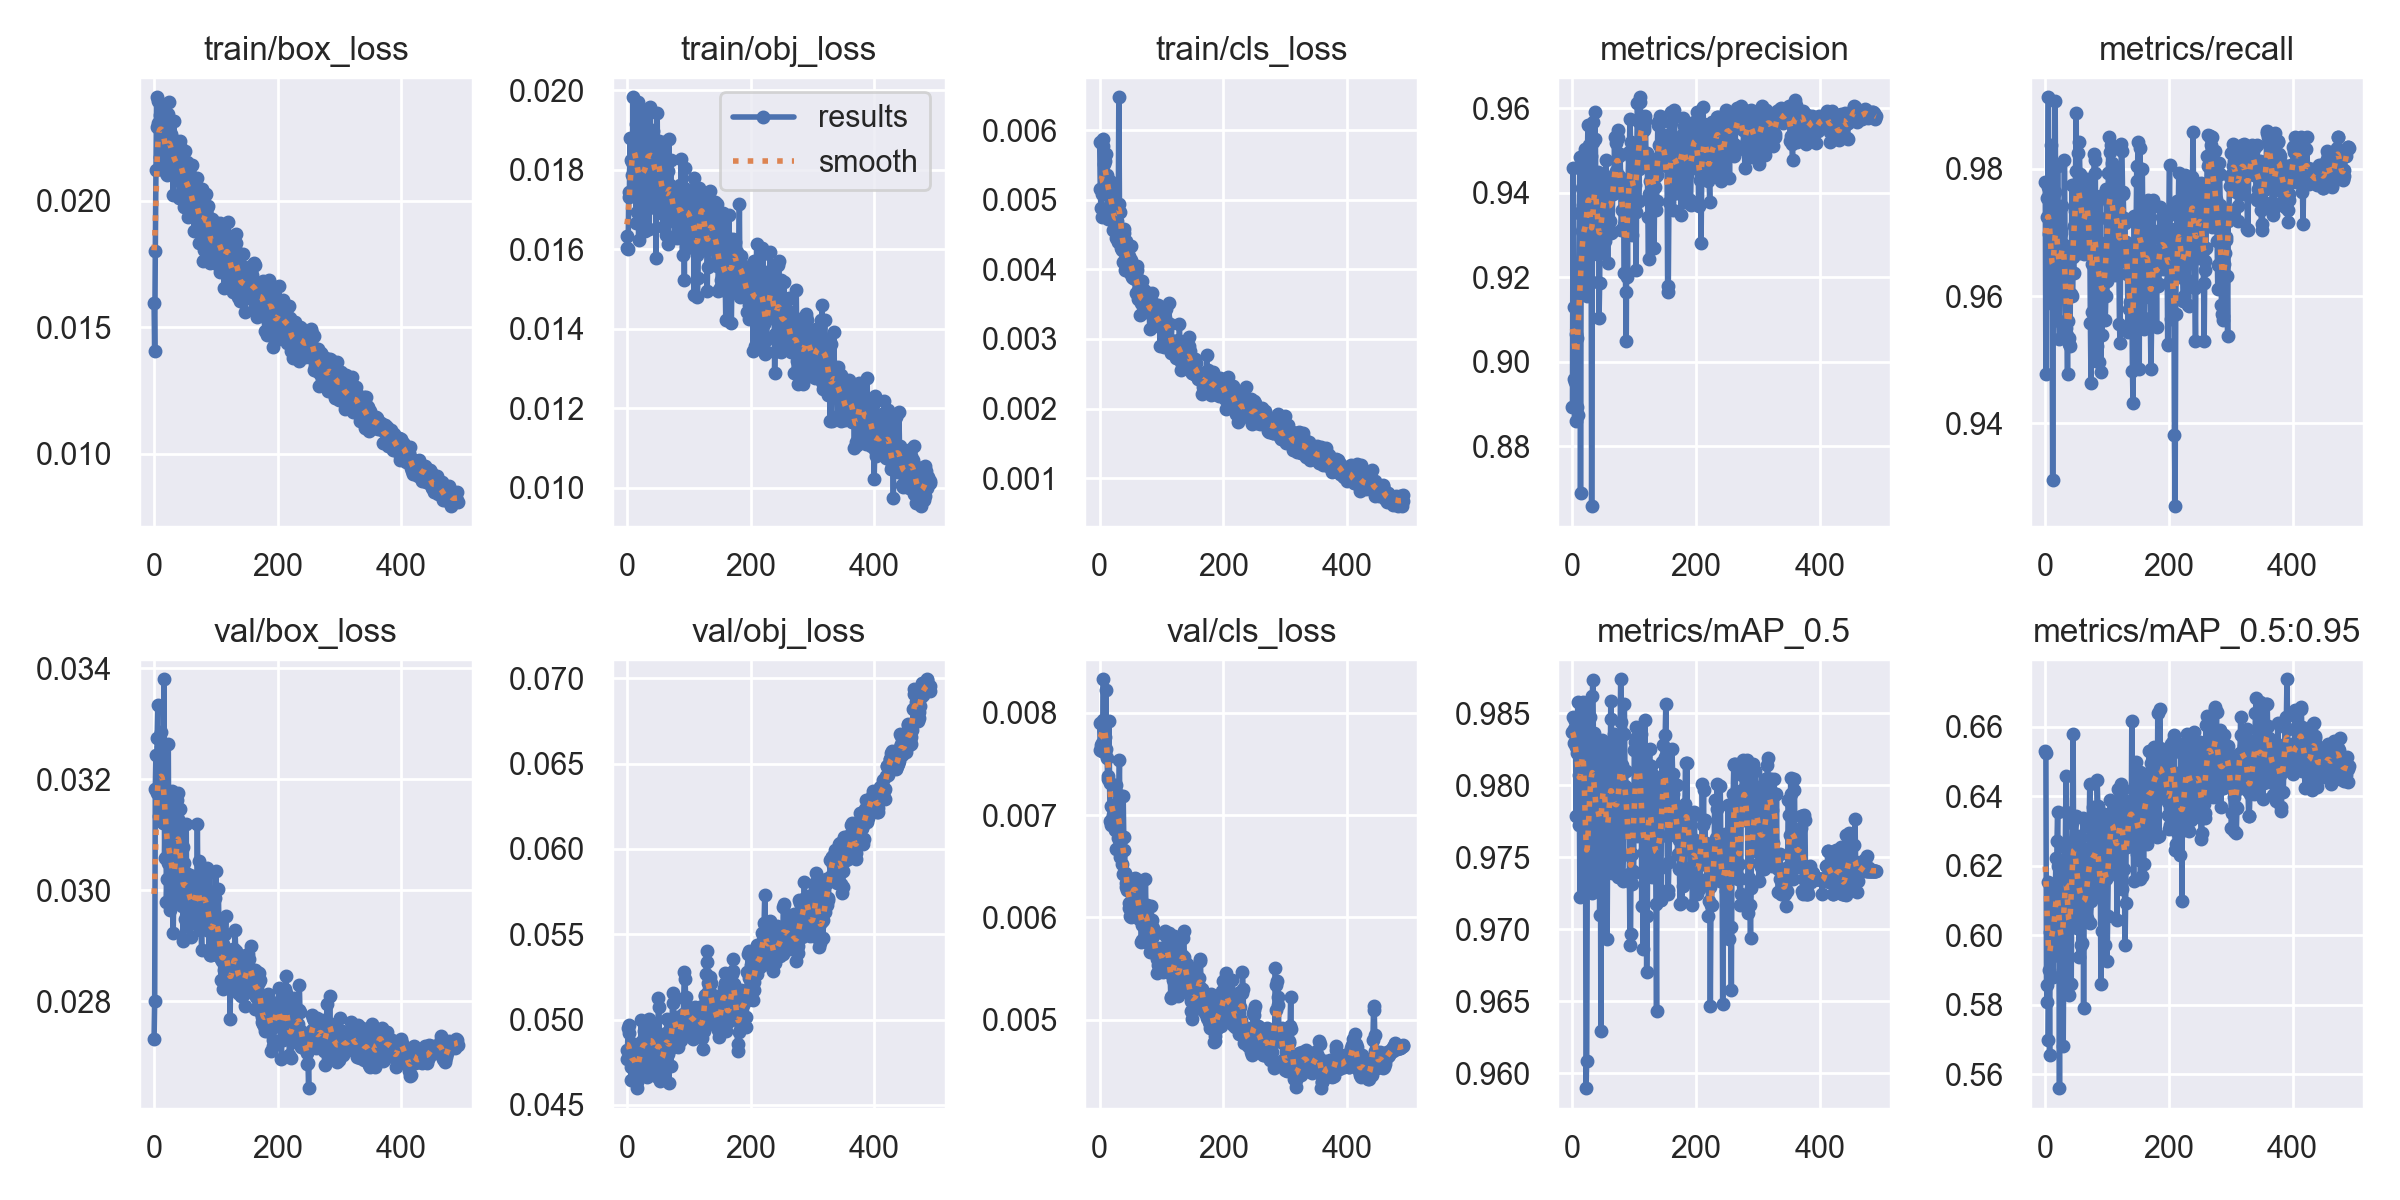 train/box_loss
0.020
0.015
0.010
0 200 400
train/obj_loss
results
smooth
0.020
0.018
0.016
0.014
0.012
0.010
0 200 400
train/cls_loss
0.006
0.005
0.004
0.003
0.002
0.001
0 200 400
metrics/precision
0.96
0.94
0.92
0.90
0.88
0 200 400
metrics/recall
0.98
0.96
0.94
0 200 400
val/box_loss
0.034
0.032
0.030
0.028
0 200 400
val/obj_loss
0.070
0.065
0.060
0.055
0.050
0.045
0 200 400
val/cls_loss
0.008
0.007
0.006
0.005
0 200 400
metrics/mAP_0.5
0.985
0.980
0.975
0.970
0.965
0.960
0 200 400
metrics/mAP_0.5:0.95
0.66
0.64
0.62
0.60
0.58
0.56
0 200 400